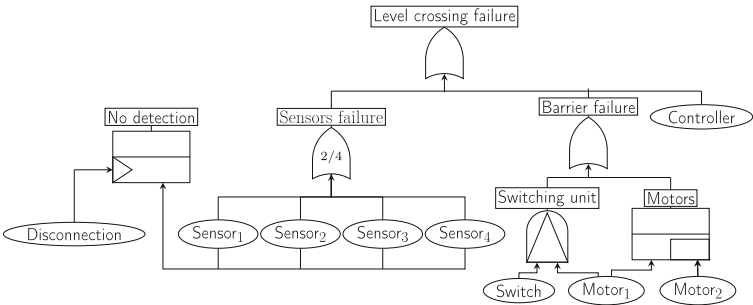 Level crossing failure
No detection
Sensors failure
Barrier failure
Controller
2/4
Switching unit
Motors
Disconnection
Sensor1
Sensor2
Sensor3
Sensor4
Switch
Motor1
Motor2